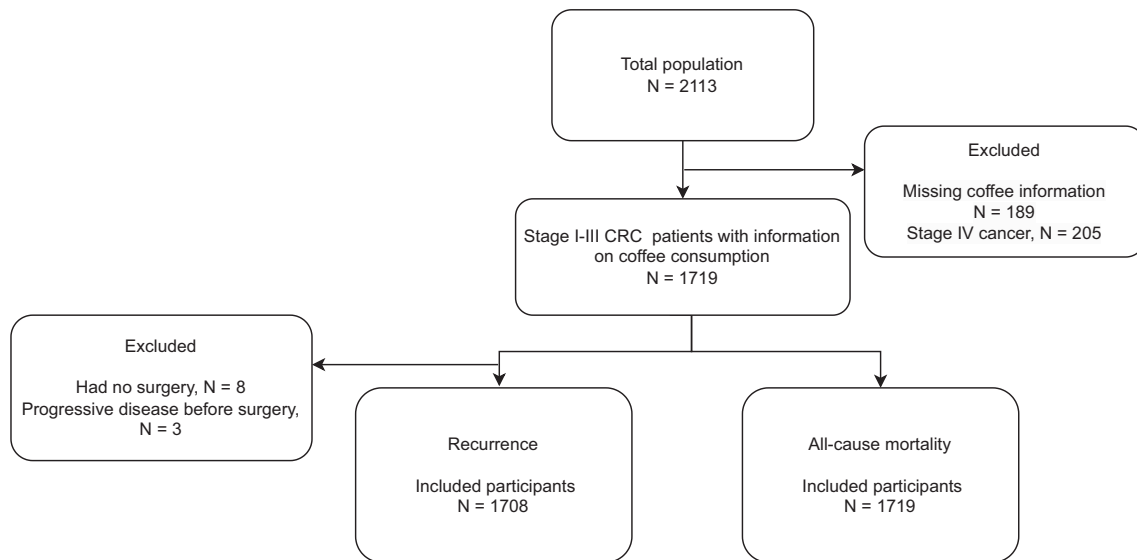 Total population
N = 2113
Excluded
Missing coffee information
N = 189
Stage IV cancer, N = 205
Stage I-III CRC patients with information
on coffee consumption
N = 1719
Excluded
Had no surgery, N = 8
Progressive disease before surgery,
N = 3
Recurrence
Included participants
N = 1708
All-cause mortality
Included participants
N = 1719